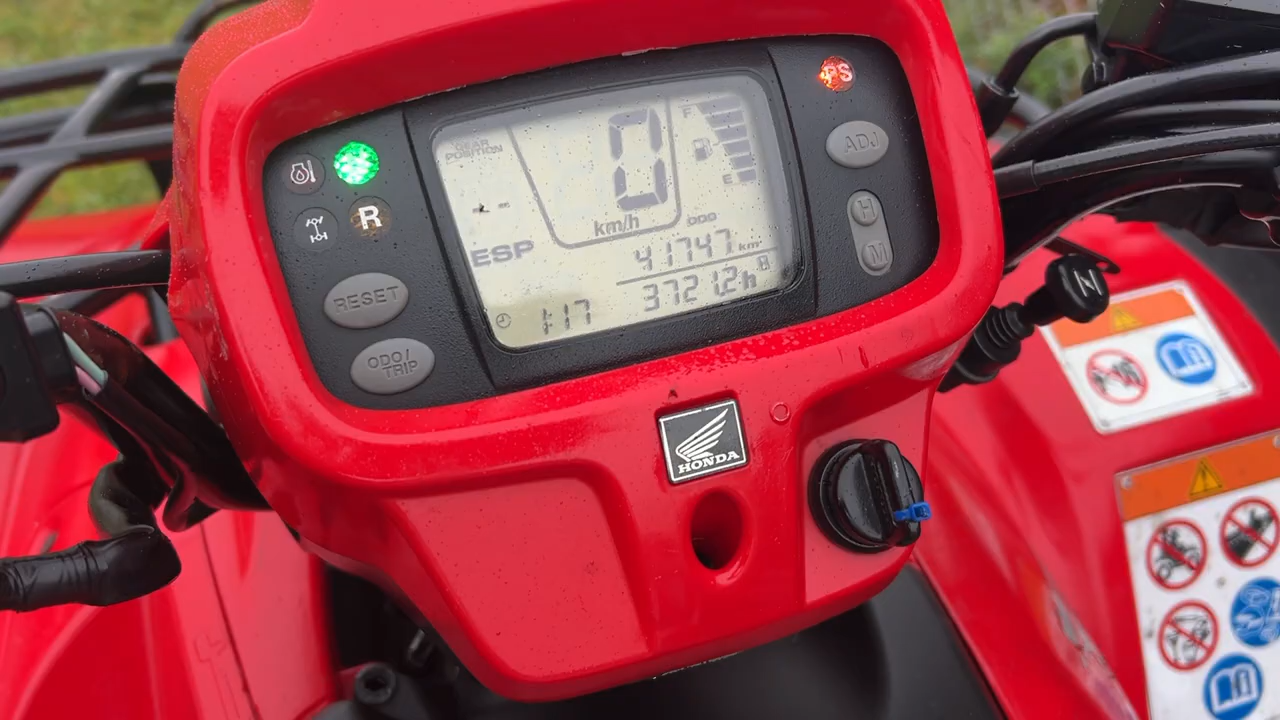 PS
ADJ
GEAR
POSITION
F
0
E
R
H
km/h
--
ESP
41747 km
M
RESET
1:17
3721.2h
ODO/
TRIP
N
HONDA